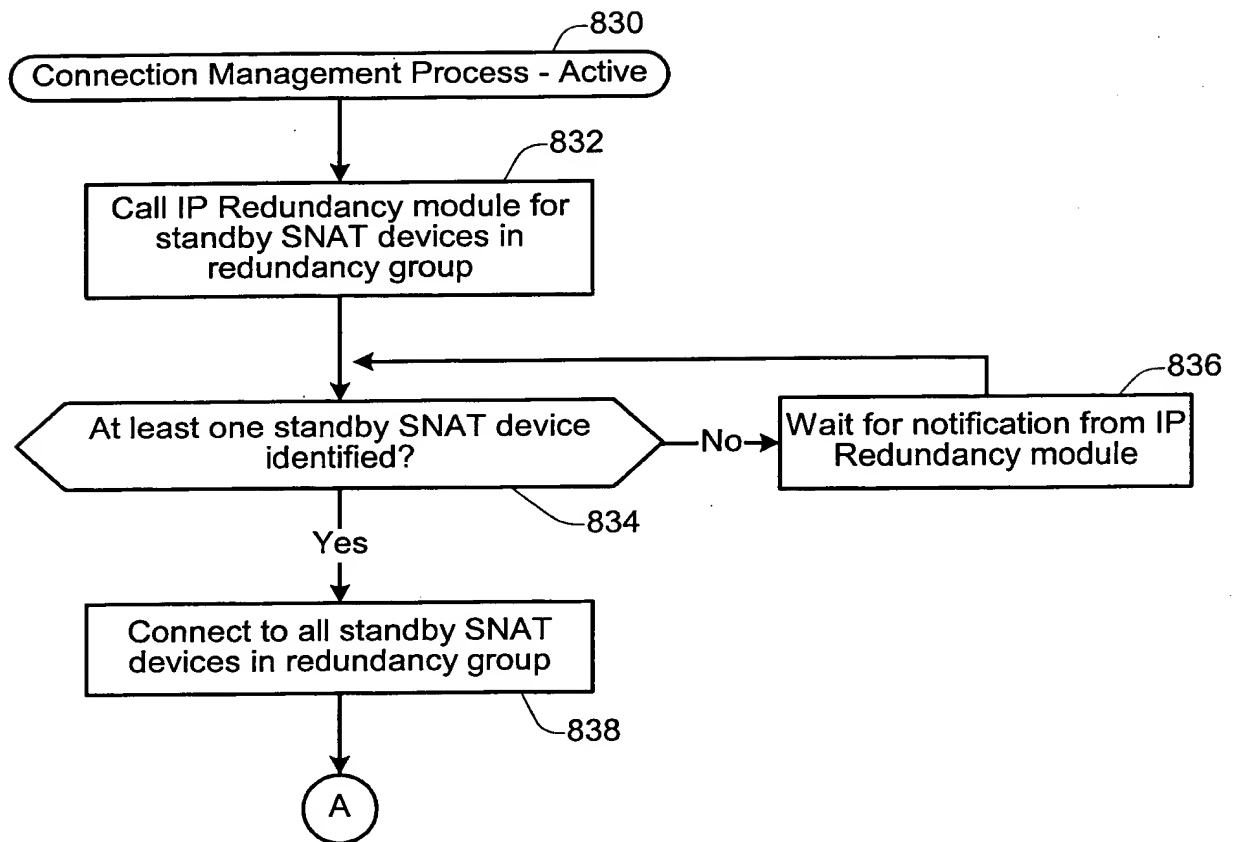 830
Connection Management Process - Active
832
Call IP Redundancy module for
standby SNAT devices in
redundancy group
836
At least one standby SNAT device
identified?
No
Wait for notification from IP
Redundancy module
834
Yes
Connect to all standby SNAT
devices in redundancy group
838
A